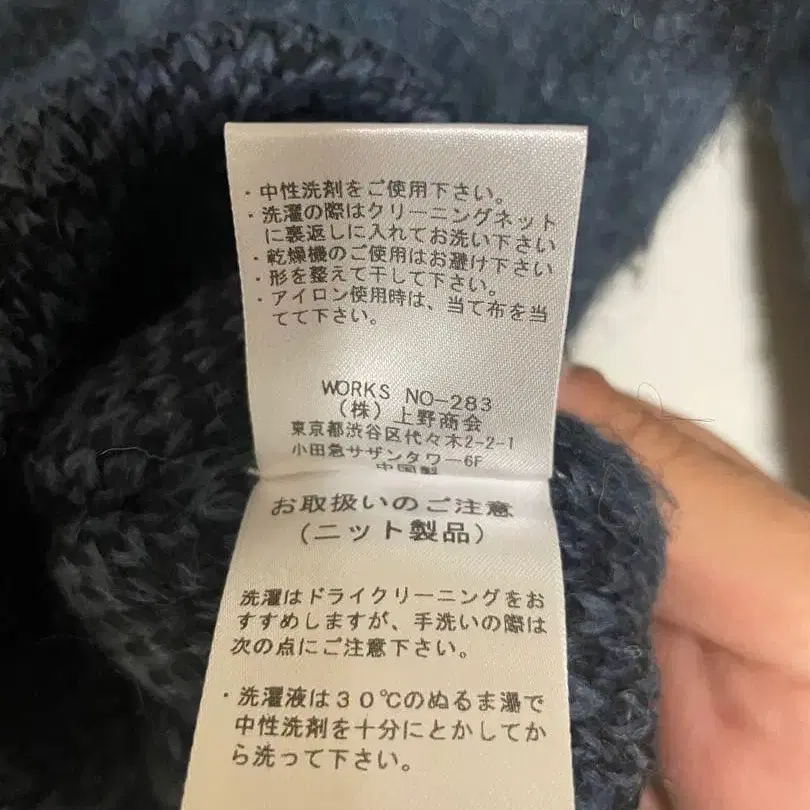 ・中性洗剤をご使用下さい。
・洗濯の際はクリーニングネット
に裏返しに入れてお洗い下さい
・乾燥機のご使用はお避け下さい
・形を整えて干して下さい。
・アイロン使用時は、当て布を当
てて下さい。
WORKS NO-283
(株)上野商会
東京都渋谷区代々木2-2-1
小田急サザンタワー6F
中国製
お取扱いのご注意
(ニット製品)
洗濯はドライクリーニングをお
すすめしますが、手洗いの際は
次の点にご注意下さい。
・洗濯液は30℃のぬるま湯で
中性洗剤を十分にとかしてか
ら洗って下さい。